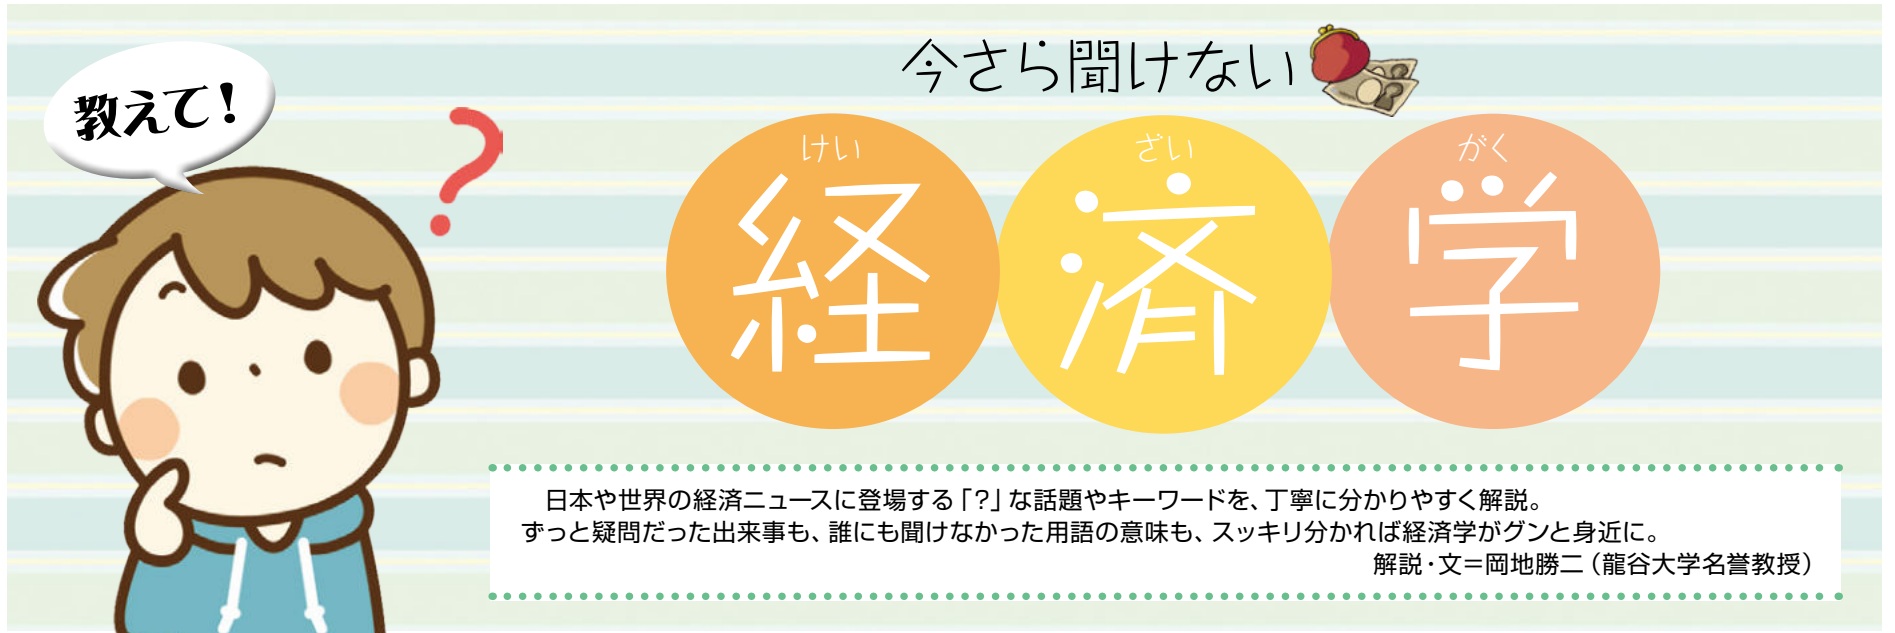 教えて!
今さら聞けない
けい ざい がく
経済学
日本や世界の経済ニュースに登場する「?」な話題やキーワードを、丁寧に分かりやすく解説。
ずっと疑問だった出来事も、誰にも聞けなかった用語の意味も、スッキリ分かれば経済学がグンと身近に。
解説・文＝岡地勝二（龍谷大学名誉教授）